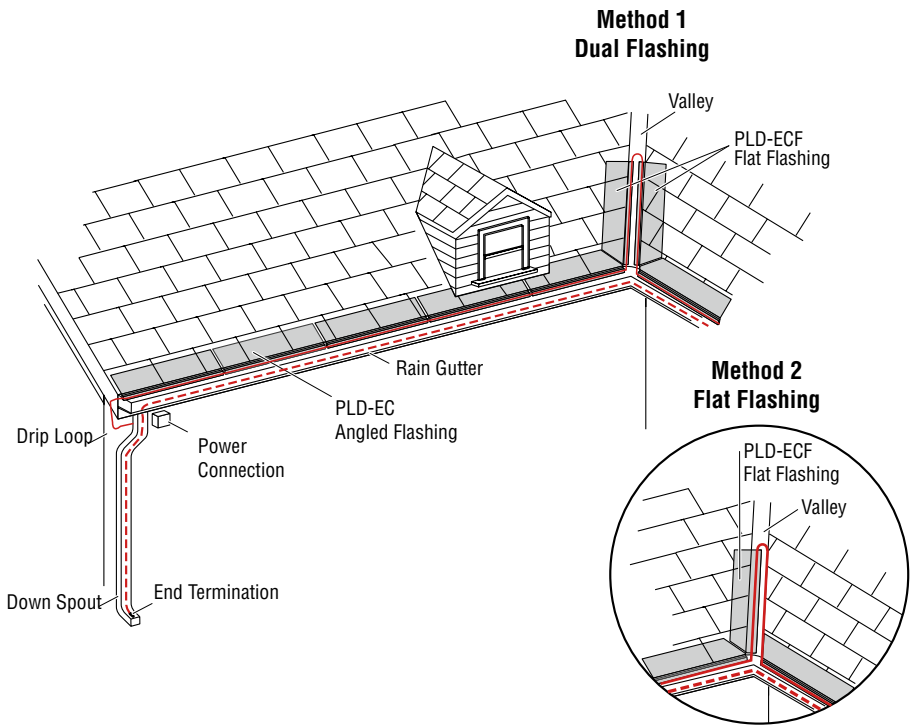 Method 1
Dual Flashing
Valley
PLD-ECF
Flat Flashing
Rain Gutter
PLD-EC
Angled Flashing
Drip Loop
Power
Connection
Method 2
Flat Flashing
PLD-ECF
Flat Flashing
Valley
Down Spout
End Termination